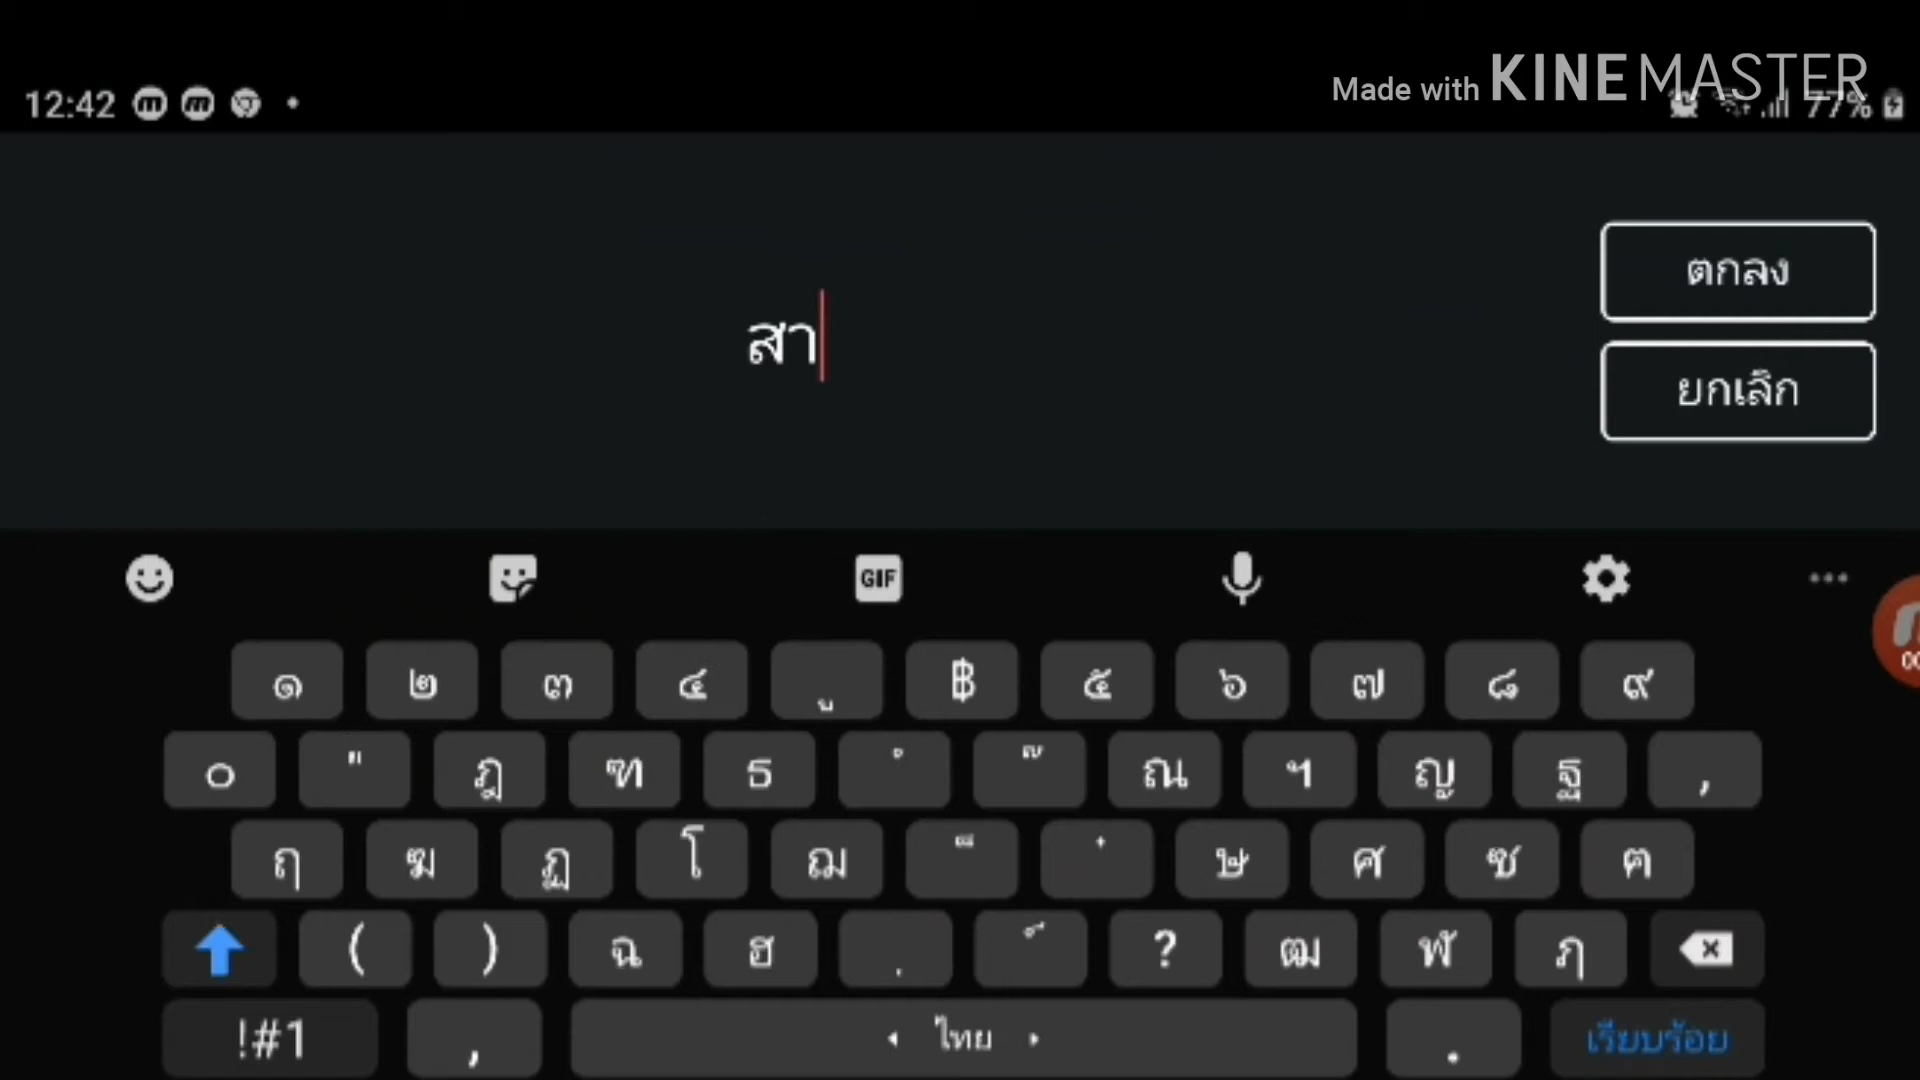 Made with KINEMASTER
12:42
77%
ตกลง
สา
ยกเลิก
GIF
๑ ๒ ๓ ๔ ู ฿ ๕ ๖ ๗ ๘ ๙
๐ " ฎ ฑ ธ ํ ๊ ณ ฯ ญ ฐ ,
ฤ ฆ ฏ โ ฌ ็ ๋ ษ ศ ซ ค
( ) ฉ ฮ ฺ ์ ? ฒ ฬ ฦ
!#1 , ไทย . เรียบร้อย